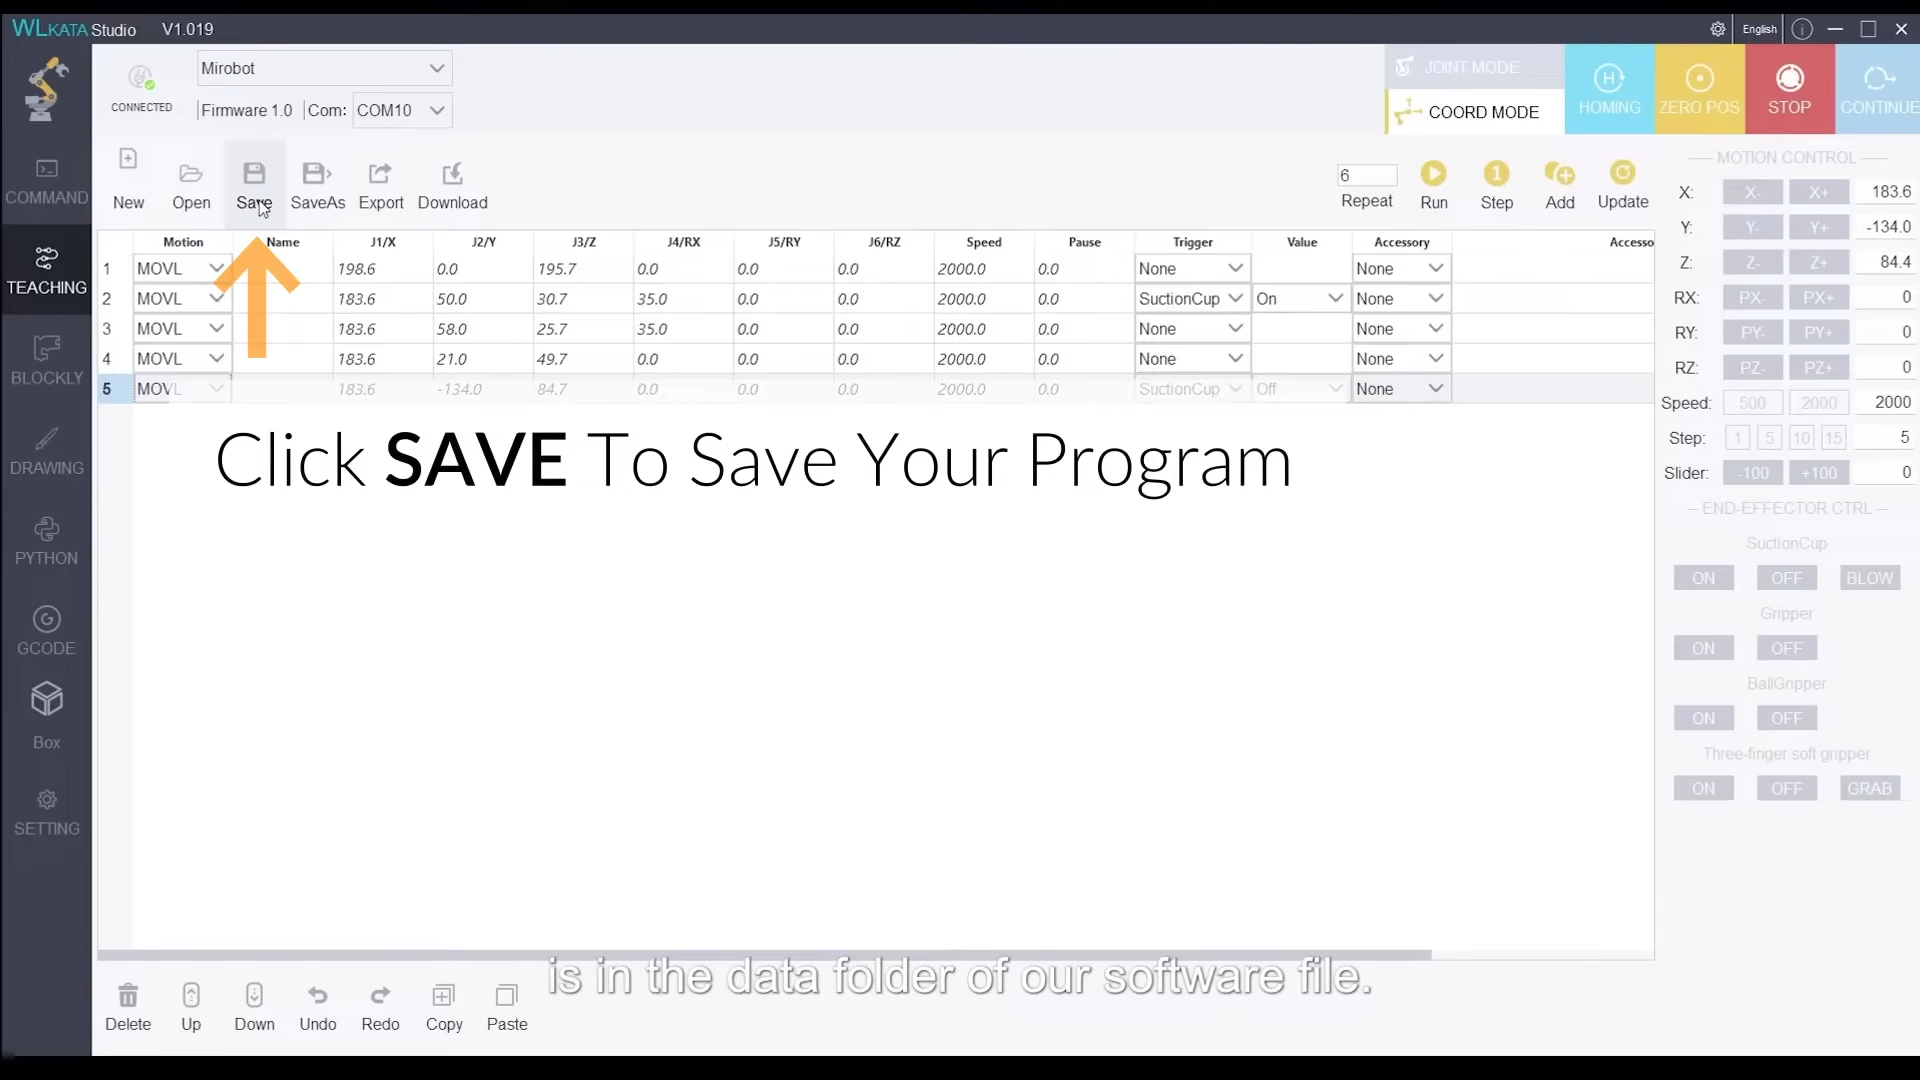 WLKATA Studio V1.019 English
Mirobot
CONNECTED
Firmware 1.0 Com: COM10
JOINT MODE
COORD MODE
HOMING
ZERO POS
STOP
CONTINUE
COMMAND
TEACHING
BLOCKLY
DRAWING
PYTHON
GCODE
Box
SETTING
New Open Save SaveAs Export Download
6
Repeat Run 1 Step Add Update
Motion Name J1/X J2/Y J3/Z J4/RX J5/RY J6/RZ Speed Pause Trigger Value Accessory Accesso
1 MOVL 198.6 0.0 195.7 0.0 0.0 0.0 2000.0 0.0 None None
2 MOVL 183.6 50.0 30.7 35.0 0.0 0.0 2000.0 0.0 SuctionCup On None
3 MOVL 183.6 58.0 25.7 35.0 0.0 0.0 2000.0 0.0 None None
4 MOVL 183.6 21.0 49.7 0.0 0.0 0.0 2000.0 0.0 None None
5 MOVL 183.6 -134.0 84.7 0.0 0.0 0.0 2000.0 0.0 SuctionCup Off None
Click SAVE To Save Your Program
MOTION CONTROL
X: X- X+ 183.6
Y: Y- Y+ -134.0
Z: Z- Z+ 84.4
RX: PX- PX+ 0
RY: PY- PY+ 0
RZ: PZ- PZ+ 0
Speed: 500 2000 2000
Step: 1 5 10 15 5
Slider: -100 +100 0
END-EFFECTOR CTRL
SuctionCup
ON OFF BLOW
Gripper
ON OFF
BallGripper
ON OFF
Three-finger soft gripper
ON OFF GRAB
is in the data folder of our software file.
Delete Up Down Undo Redo Copy Paste